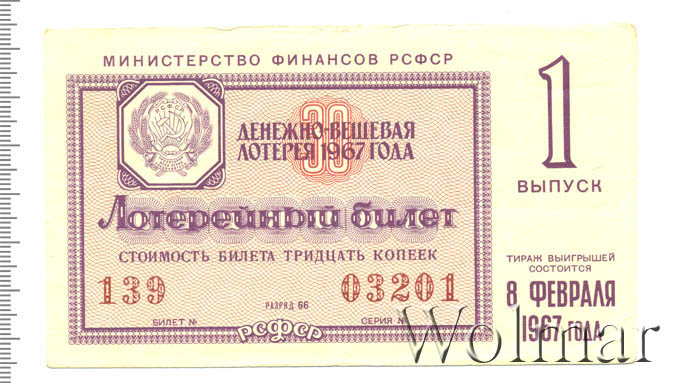 МИНИСТЕРСТВО ФИНАНСОВ РСФСР
1
ВЫПУСК
30
ДЕНЕЖНО-ВЕЩЕВАЯ
ЛОТЕРЕЯ 1967 ГОДА
Лотерейный билет
СТОИМОСТЬ БИЛЕТА ТРИДЦАТЬ КОПЕЕК
139
РАЗРЯД 66
03201
БИЛЕТ №
РСФСР
СЕРИЯ №
ТИРАЖ ВЫИГРЫШЕЙ
СОСТОИТСЯ
8 ФЕВРАЛЯ
1967 ГОДА
Wolmar